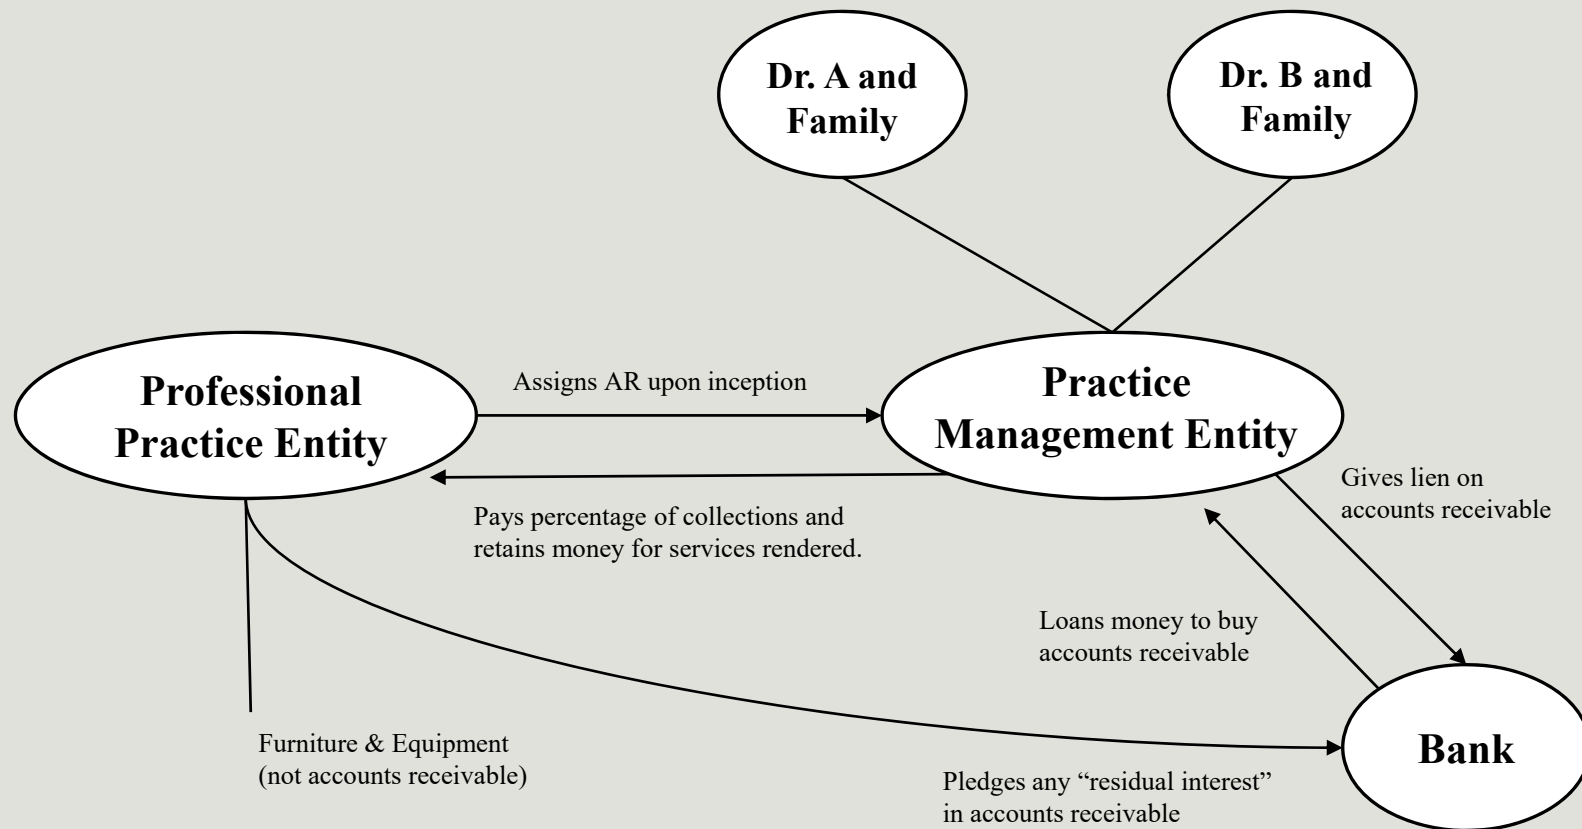 Dr. A and
Family
Dr. B and
Family
Professional
Practice Entity
Assigns AR upon inception
Practice
Management Entity
Pays percentage of collections and
retains money for services rendered.
Gives lien on
accounts receivable
Loans money to buy
accounts receivable
Furniture & Equipment
(not accounts receivable)
Pledges any “residual interest”
in accounts receivable
Bank